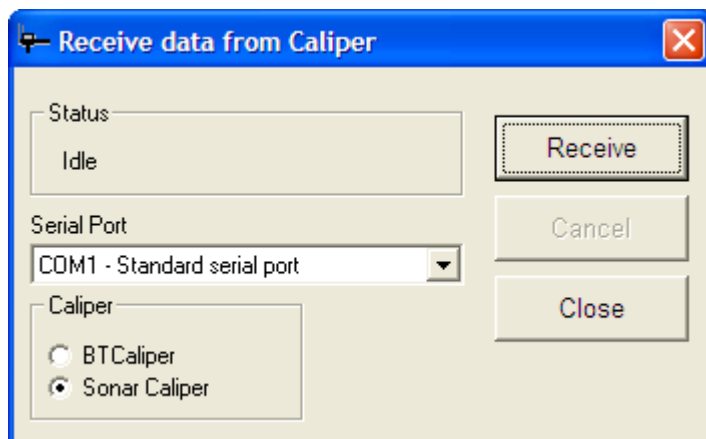 Receive data from Caliper
Status
Idle
Receive
Serial Port
Cancel
COM1 - Standard serial port
Caliper
Close
BTCaliper
Sonar Caliper